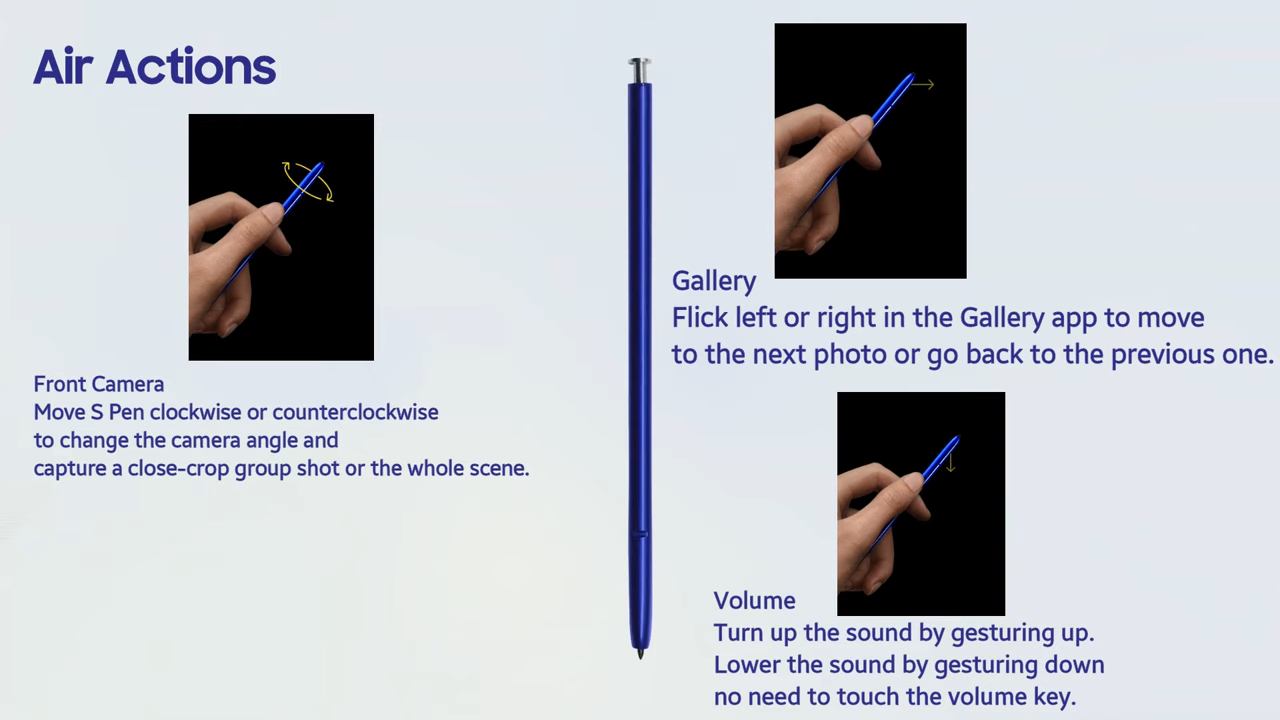 Air Actions
Front Camera
Move S Pen clockwise or counterclockwise
to change the camera angle and
capture a close-crop group shot or the whole scene.
Gallery
Flick left or right in the Gallery app to move
to the next photo or go back to the previous one.
Volume
Turn up the sound by gesturing up.
Lower the sound by gesturing down
no need to touch the volume key.